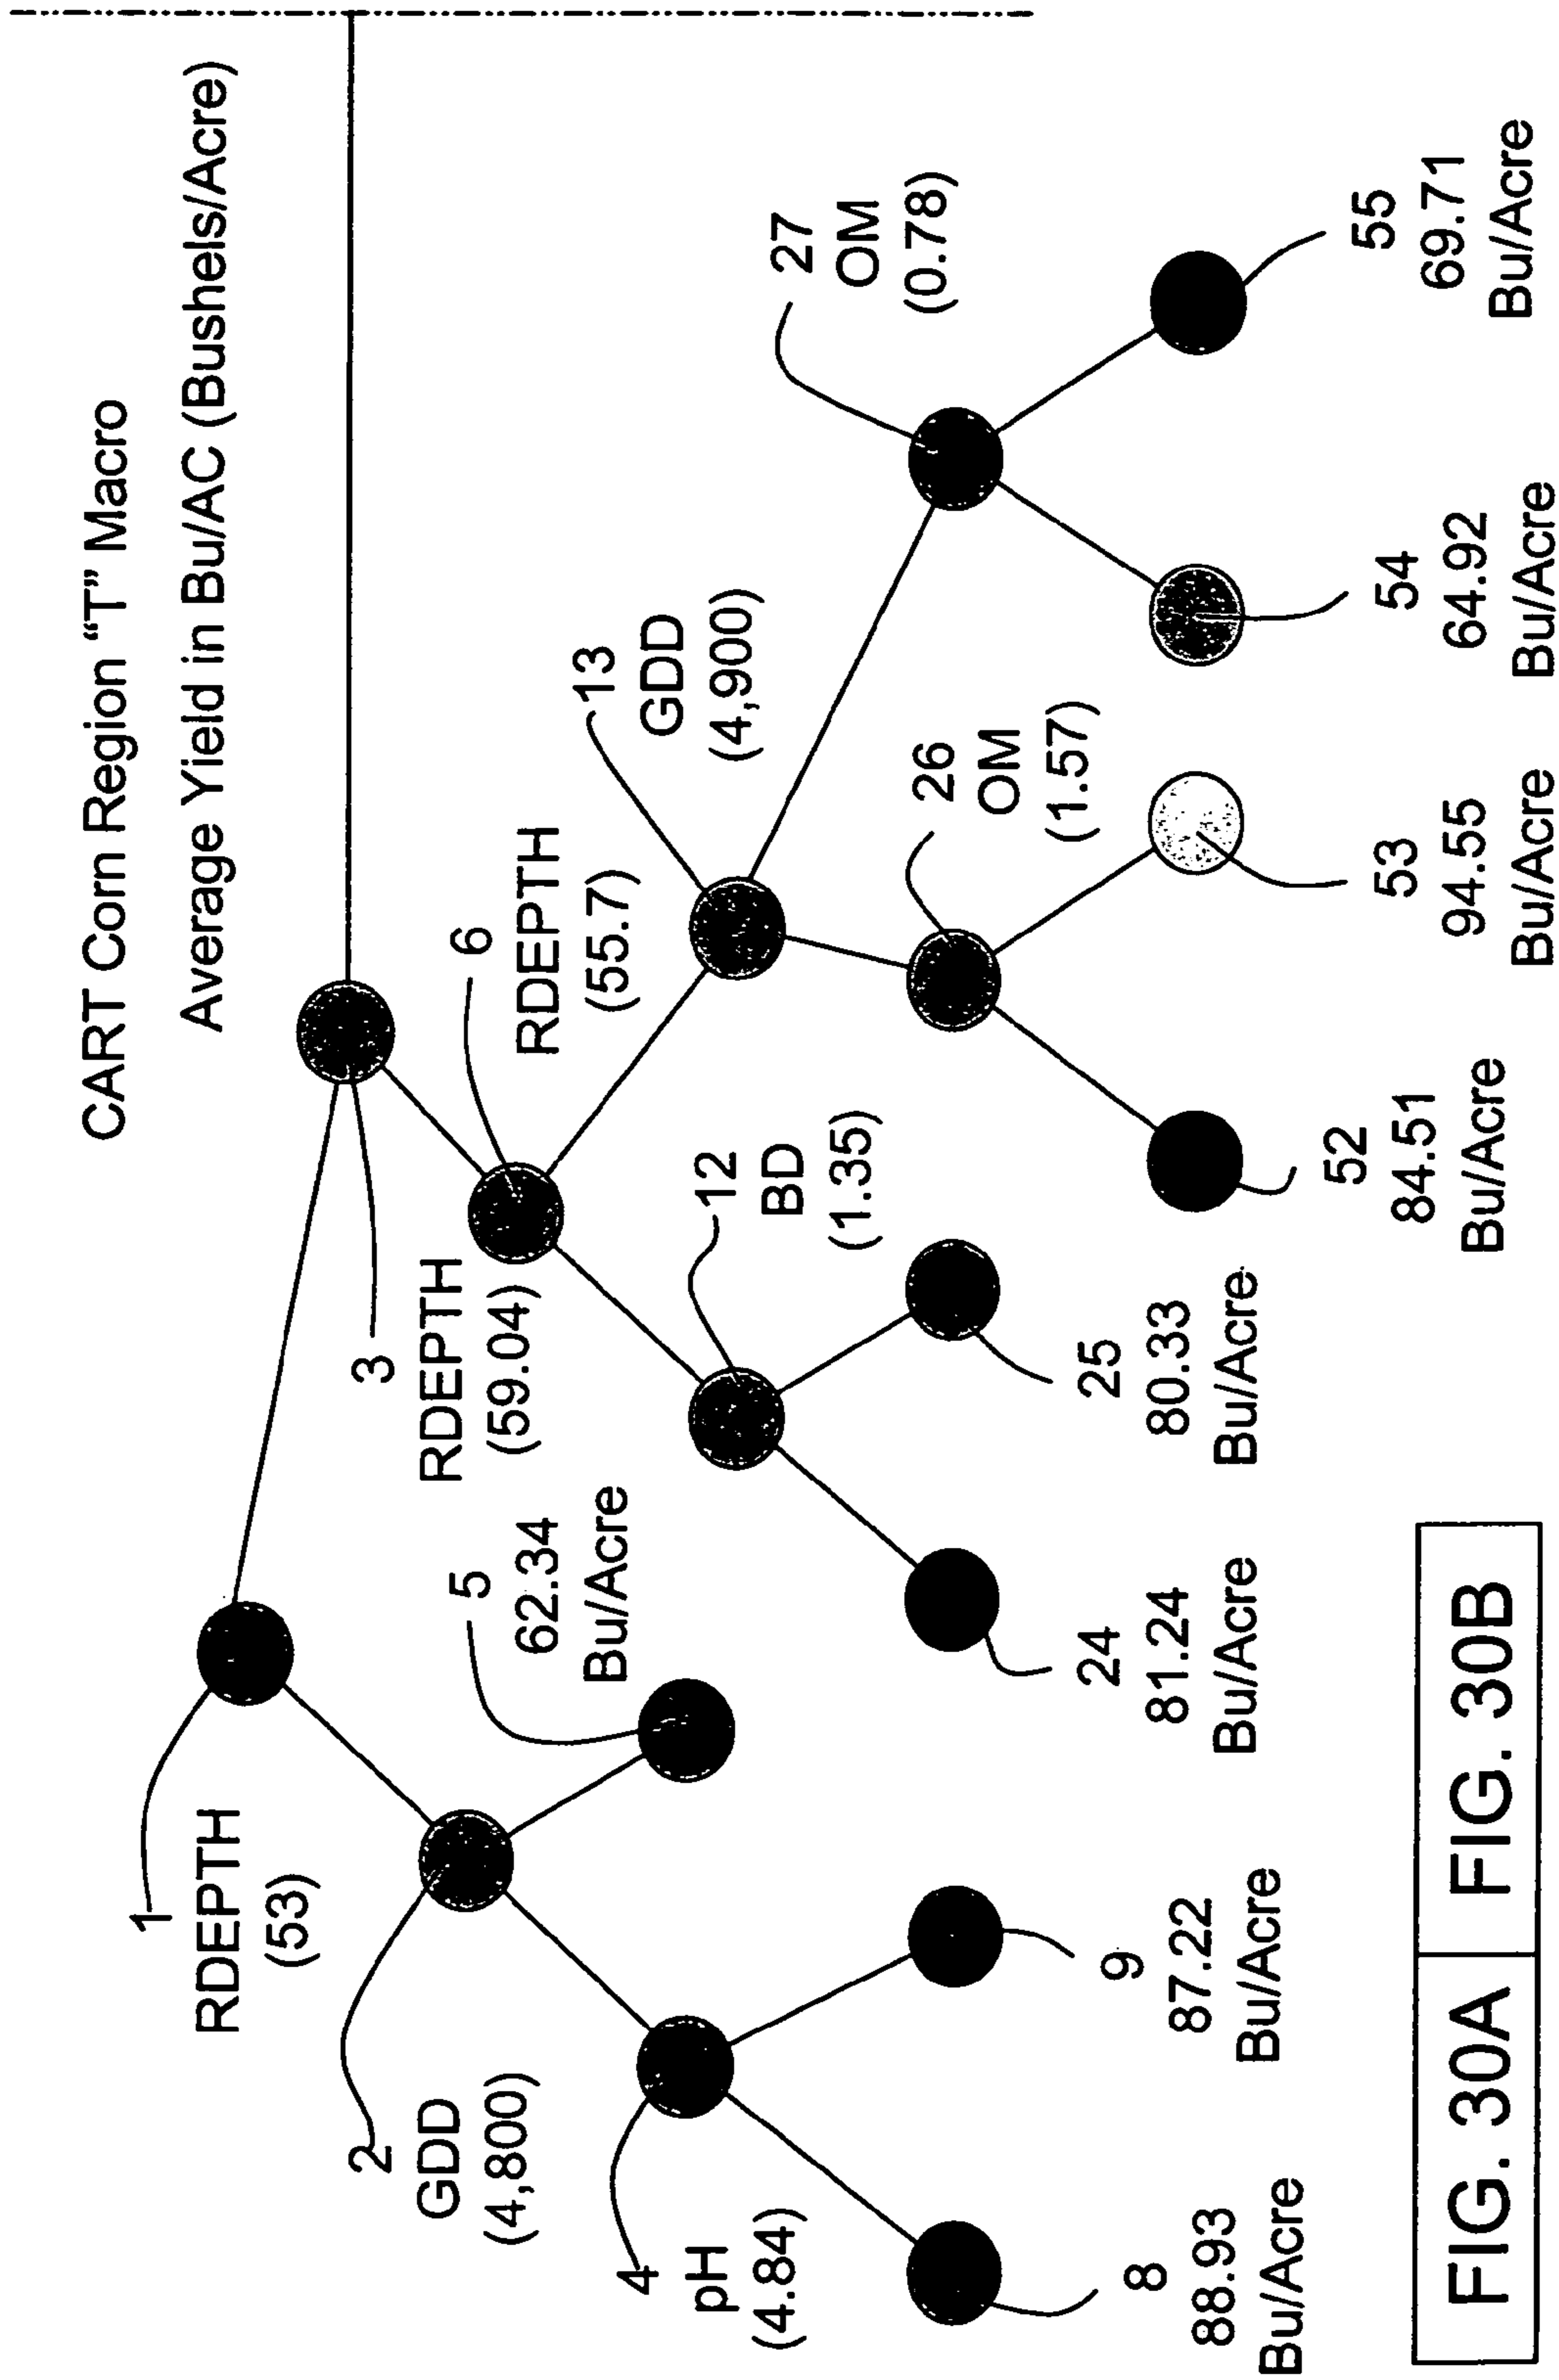 CART Corn Region “T” Macro
Average Yield in Bu/AC (Bushels/Acre)
1
RDEPTH
(53)
3
RDEPTH
(59.04)
2
GDD
(4,800)
5
62.34
Bu/Acre
6
RDEPTH
(55.7)
4
pH
(4.84)
12
BD
(1.35)
13
GDD
(4,900)
8
88.93
Bu/Acre
9
87.22
Bu/Acre
24
81.24
Bu/Acre
25
80.33
Bu/Acre
26
OM
(1.57)
27
OM
(0.78)
52
84.51
Bu/Acre
53
94.55
Bu/Acre
54
64.92
Bu/Acre
55
69.71
Bu/Acre
FIG. 30A
FIG. 30B